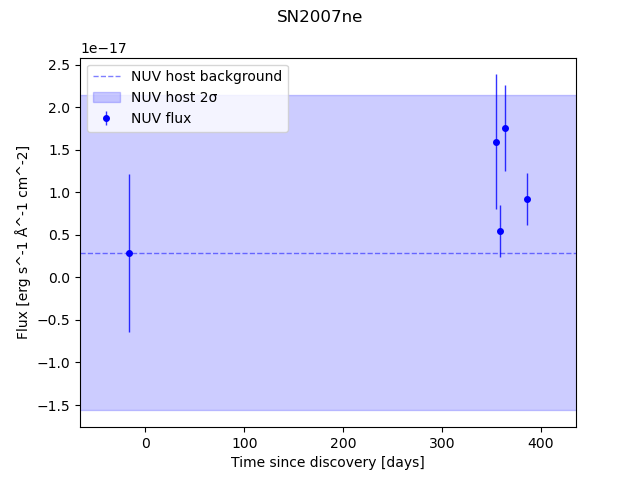 SN2007ne
1e−17
NUV host background
NUV host 2σ
NUV flux
2.5
2.0
1.5
1.0
0.5
0.0
−0.5
−1.0
−1.5
Flux [erg s^-1 Å^-1 cm^-2]
0 100 200 300 400
Time since discovery [days]